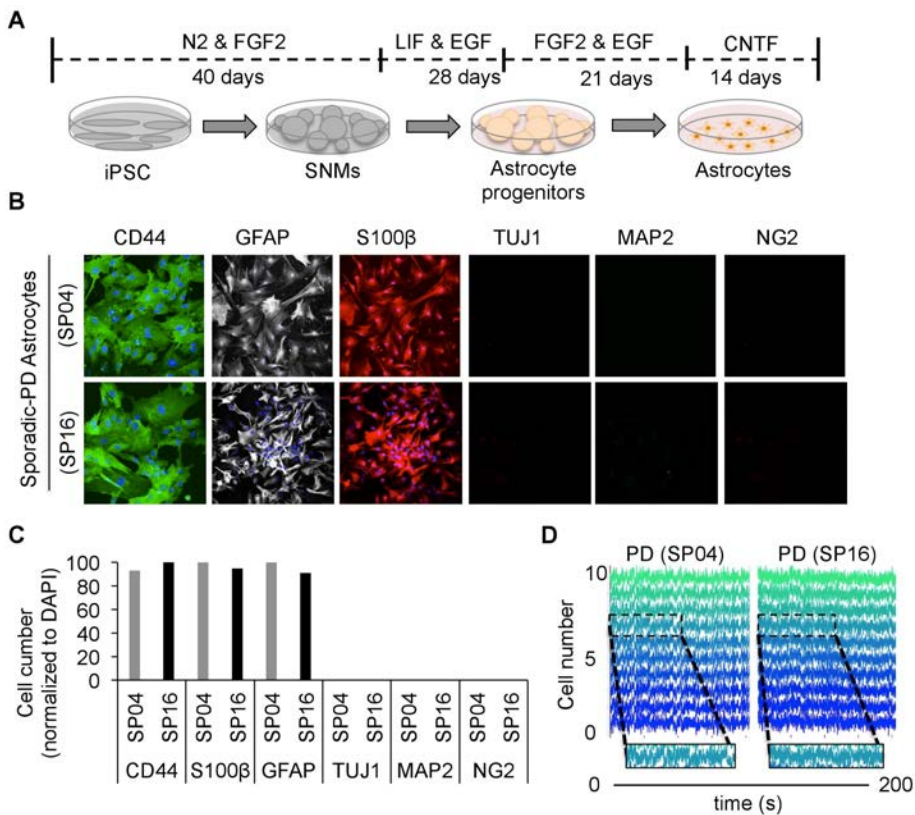 A
N2 & FGF2
LIF & EGF
FGF2 & EGF
CNTF
40 days
28 days
21 days
14 days
iPSC
SNMs
Astrocyte
progenitors
Astrocytes
B
CD44
GFAP
S100β
TUJ1
MAP2
NG2
Sporadic-PD Astrocytes
(SP04)
(SP16)
C
Cell cumber
(normalized to DAPI)
100
80
100
40
20
0
SP04
SP16
SP04
SP16
SP04
SP16
SP04
SP16
SP04
SP16
SP04
SP16
CD44
S100β
GFAP
TUJ1
MAP2
NG2
D
PD (SP04)
PD (SP16)
Cell number
10
5
0
0
200
time (s)